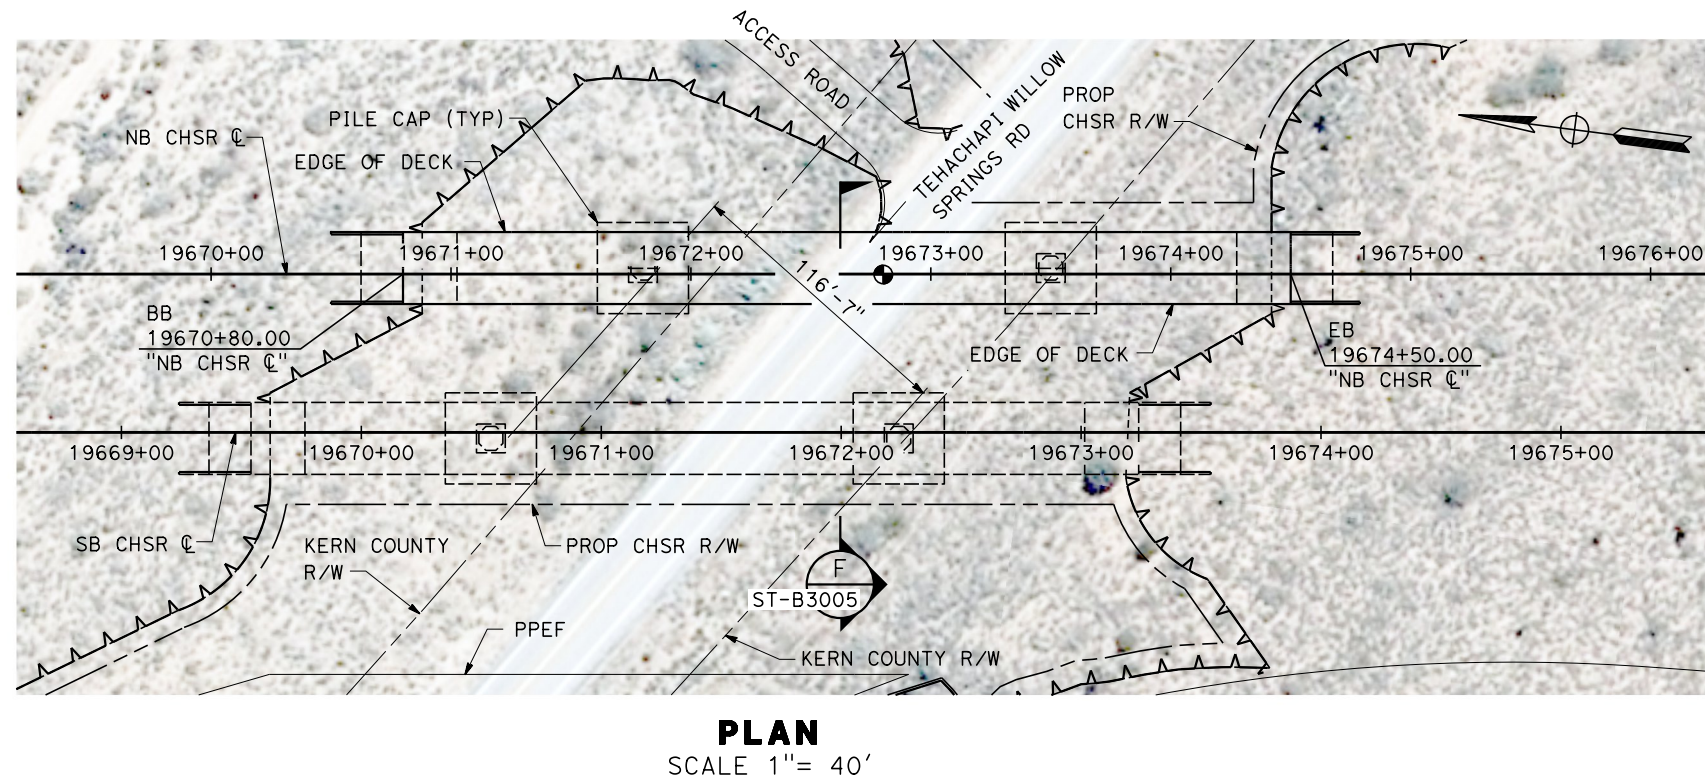 ACCESS ROAD
TEHACHAPI WILLOW
SPRINGS RD
PROP
CHSR R/W
PILE CAP (TYP)
NB CHSR ℄
EDGE OF DECK
19670+00
19671+00
19672+00
19673+00
19674+00
19675+00
19676+00
116'-7"
BB
19670+80.00
"NB CHSR ℄"
EDGE OF DECK
EB
19674+50.00
"NB CHSR ℄"
19669+00
19670+00
19671+00
19672+00
19673+00
19674+00
19675+00
SB CHSR ℄
KERN COUNTY
R/W
PROP CHSR R/W
F
ST-B3005
PPEF
KERN COUNTY R/W
PLAN
SCALE 1"= 40'